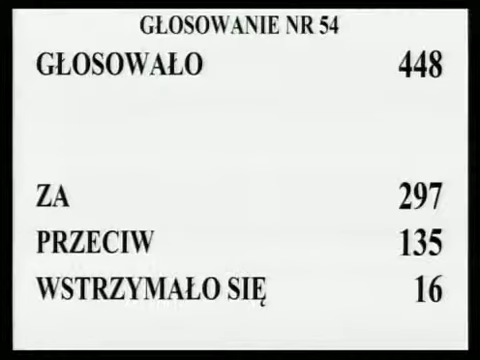 GŁOSOWANIE NR 54
GŁOSOWAŁO 448
ZA 297
PRZECIW 135
WSTRZYMAŁO SIĘ 16